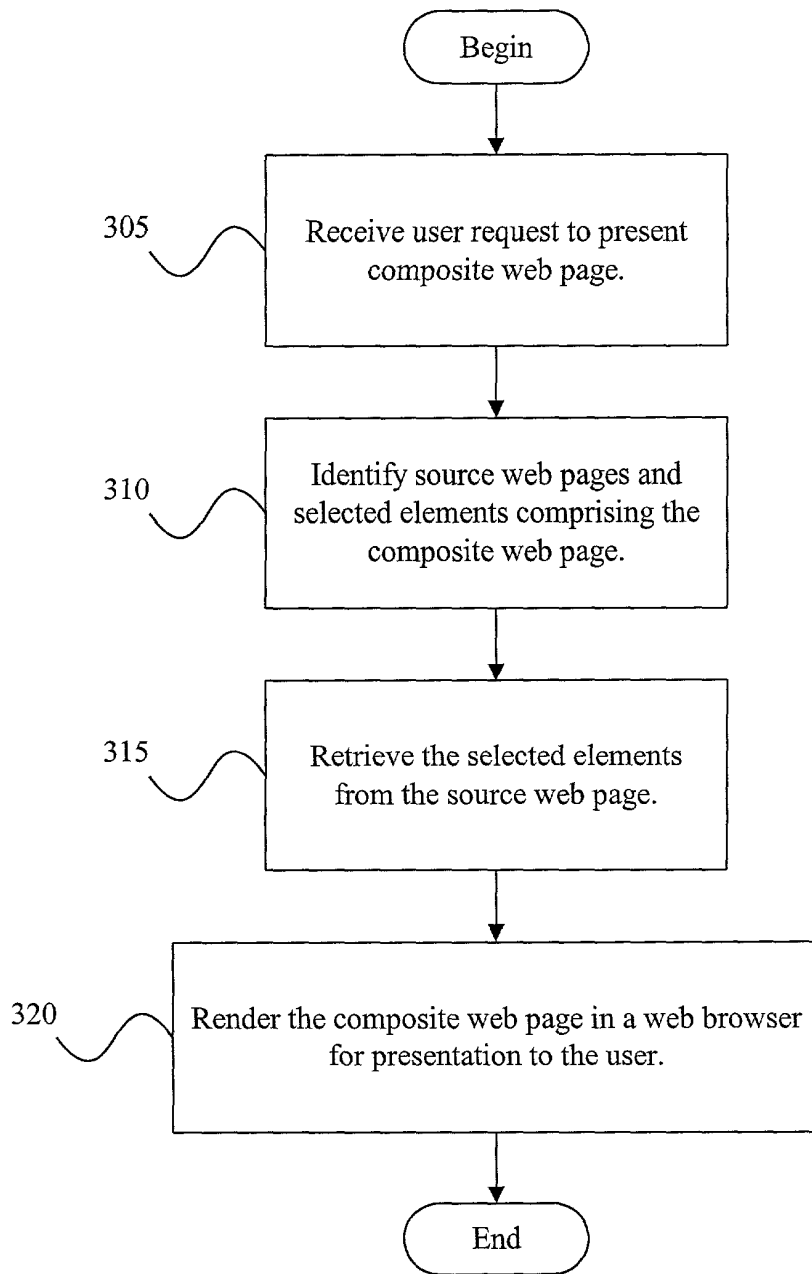 Begin
305
Receive user request to present
composite web page.
310
Identify source web pages and
selected elements comprising the
composite web page.
315
Retrieve the selected elements
from the source web page.
320
Render the composite web page in a web browser
for presentation to the user.
End